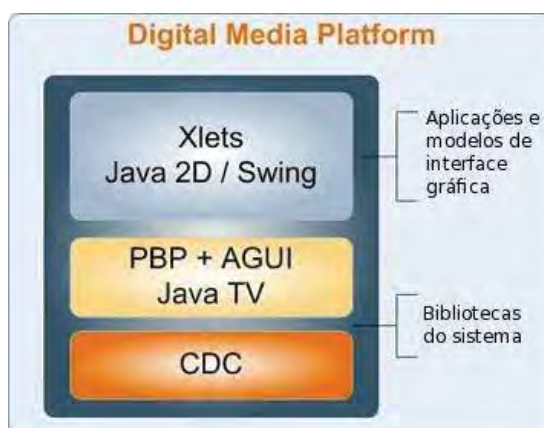 Digital Media Platform
Xlets
Java 2D / Swing
Aplicações e
modelos de
interface
gráfica
PBP + AGUI
Java TV
Bibliotecas
do sistema
CDC